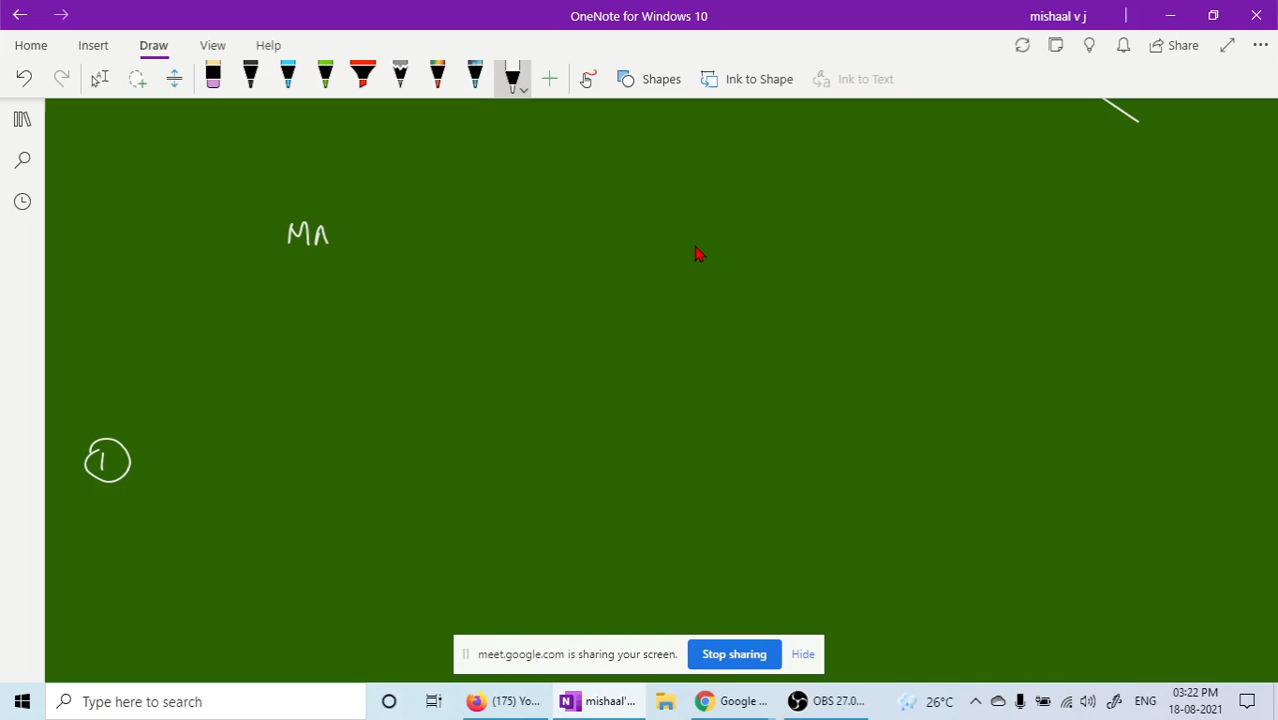 OneNote for Windows 10
mishaal v j
Home Insert Draw View Help
Share
Shapes Ink to Shape Ink to Text
MA
1
meet.google.com is sharing your screen. Stop sharing Hide
Type here to search
(175) Yo...
mishaal'...
Google ...
OBS 27.0...
26°C
ENG
03:22 PM
18-08-2021